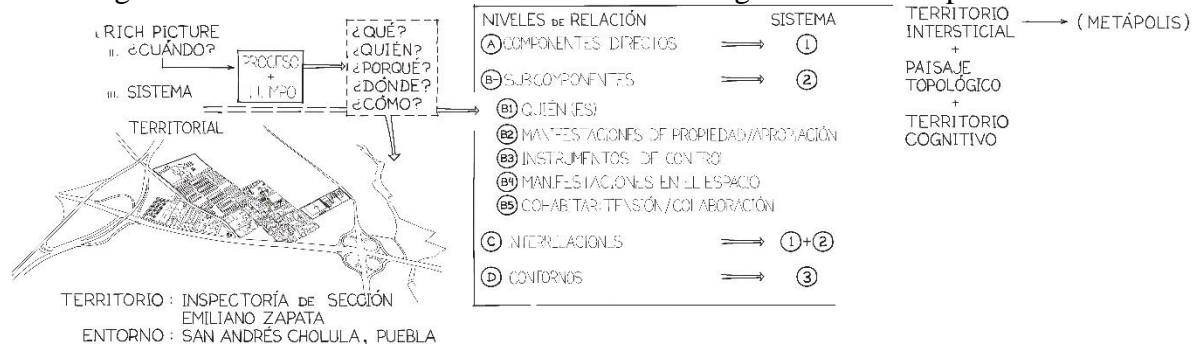 I. RICH PICTURE
II. ¿CUÁNDO?
PROCESO
+
TIEMPO
¿QUÉ?
¿QUIÉN?
¿PORQUÉ?
¿DÓNDE?
¿CÓMO?
III. SISTEMA
TERRITORIAL
TERRITORIO: INSPECTORÍA DE SECCIÓN
EMILIANO ZAPATA
ENTORNO: SAN ANDRÉS CHOLULA, PUEBLA
NIVELES DE RELACIÓN SISTEMA
A COMPONENTES DIRECTOS 1
B SUBCOMPONENTES 2
B1 QUIÉN(ES)
B2 MANIFESTACIONES DE PROPIEDAD/APROPIACIÓN
B3 INSTRUMENTOS DE CONTROL
B4 MANIFESTACIONES EN EL ESPACIO
B5 COHABITAR: TENSIÓN/COLABORACIÓN
C INTERRELACIONES 1+2
D CONTORNOS 3
TERRITORIO
INTERSTICIAL
+
PAISAJE
TOPOLÓGICO
+
TERRITORIO
COGNITIVO
(METÁPOLIS)